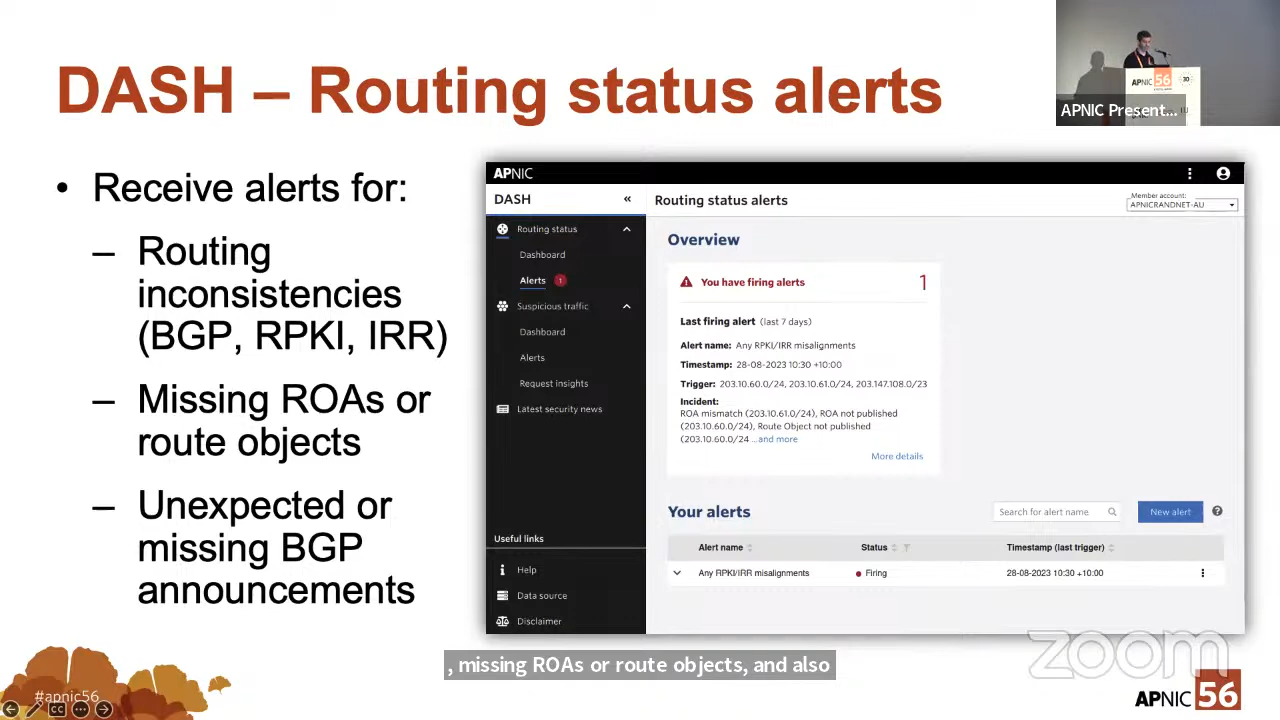 DASH – Routing status alerts
APNIC Present...
APNIC 56
• Receive alerts for:
– Routing
inconsistencies
(BGP, RPKI, IRR)
– Missing ROAs or
route objects
– Unexpected or
missing BGP
announcements
APNIC
DASH «
Routing status
Dashboard
Alerts 1
Suspicious traffic
Dashboard
Alerts
Request insights
Latest security news
Useful links
Help
Data source
Disclaimer
Routing status alerts
Member account:
APNICRANDNET-AU
Overview
You have firing alerts 1
Last firing alert (last 7 days)
Alert name: Any RPKI/IRR misalignments
Timestamp: 28-08-2023 10:30 +10:00
Trigger: 203.10.60.0/24, 203.10.61.0/24, 203.147.108.0/23
Incident:
ROA mismatch (203.10.61.0/24), ROA not published
(203.10.60.0/24), Route Object not published
(203.10.60.0/24 ...and more
More details
Your alerts
Search for alert name
New alert
?
Alert name Status Timestamp (last trigger)
Any RPKI/IRR misalignments Firing 28-08-2023 10:30 +10:00
, missing ROAs or route objects, and also
zoom
#apnic56
CC
APNIC 56